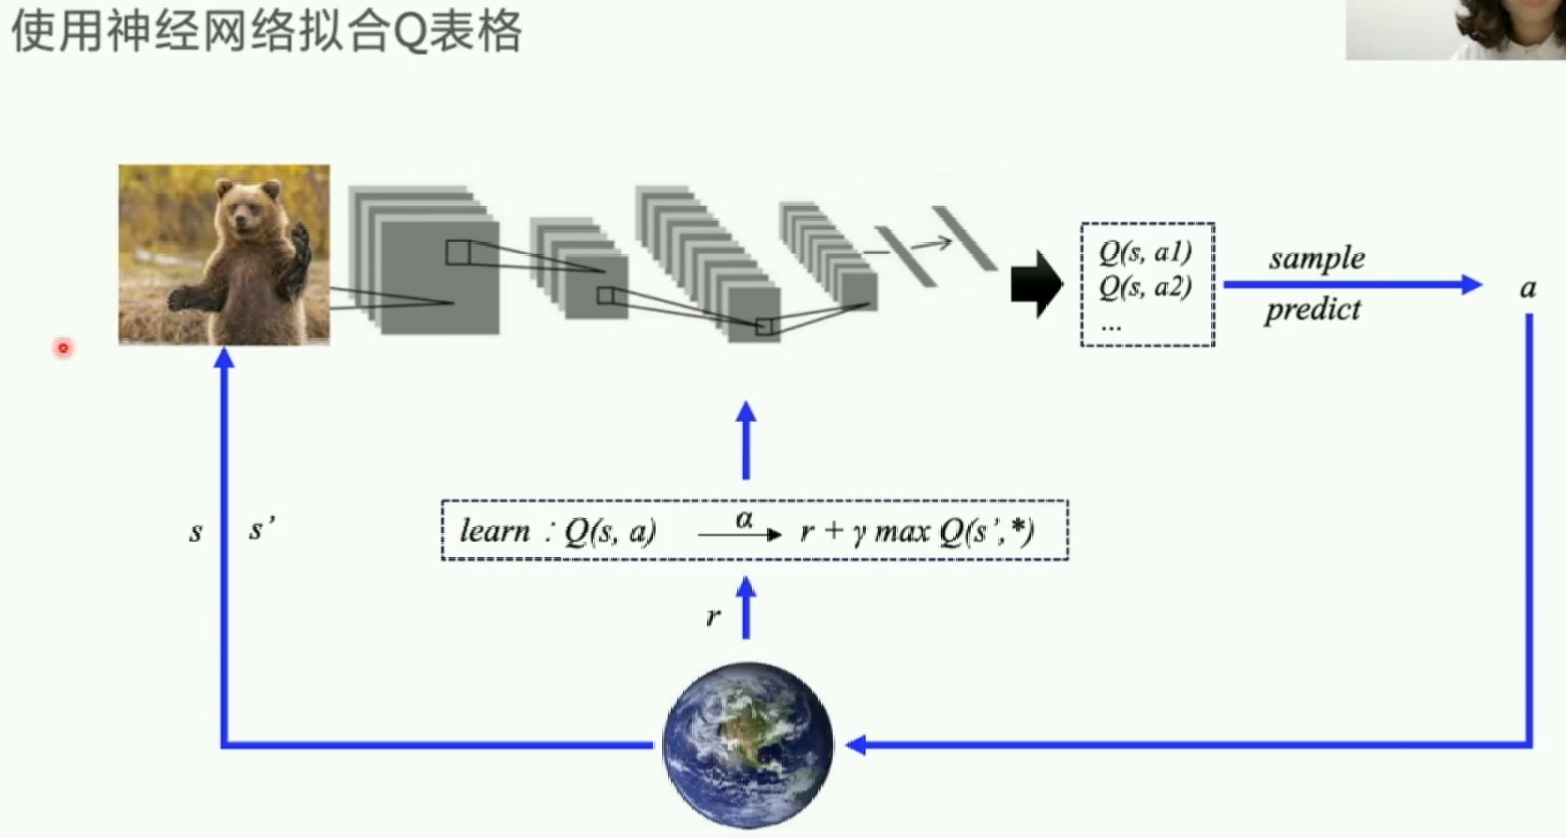 使用神经网络拟合Q表格
Q(s, a1)
Q(s, a2)
...
sample
predict
a
s
s’
learn：Q(s, a) α r + γ max Q(s’,*)
r